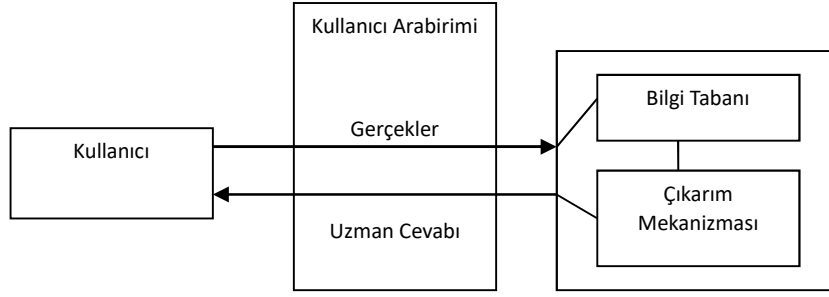 Kullanıcı Arabirimi
Bilgi Tabanı
Gerçekler
Kullanıcı
Çıkarım
Mekanizması
Uzman Cevabı